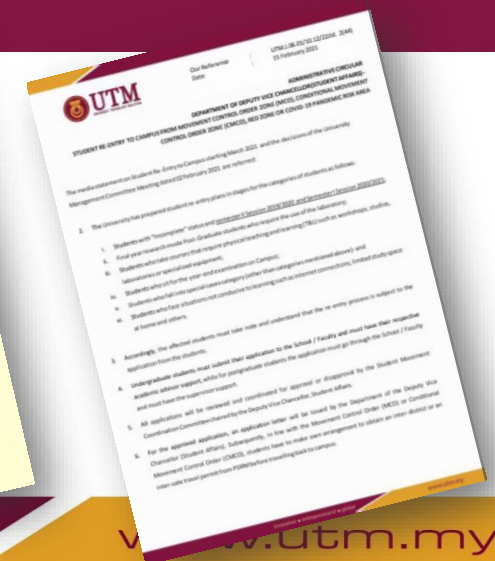 UTM
Our Reference : UTM.J.06.01/10.12/22/Jld. 2(44)
Date : 15 February 2021
ADMINISTRATIVE CIRCULAR
DEPARTMENT OF DEPUTY VICE CHANCELLOR(STUDENT AFFAIRS)-
STUDENT RE-ENTRY TO CAMPUS FROM MOVEMENT CONTROL ORDER ZONE (MCO), CONDITIONAL MOVEMENT
CONTROL ORDER ZONE (CMCO), RED ZONE OR COVID-19 PANDEMIC RISK AREA
The media statement on Student Re-Entry to Campus starting March 2021 and the decisions of the University
Management Committee Meeting dated 02 February 2021 are referred:
2. The University has prepared student re-entry plans in stages for the categories of students as follows:
i. Students with "Incomplete" status and semester II Session 2019/2020 and Semester I Session 2020/2021;
ii. Final year research mode Post-Graduate students who require the use of the laboratory;
iii. Students who take courses that require physical teaching and learning (T&L) such as workshops, studios,
laboratories or specialised equipment;
iv. Students who sit for the year-end examination on Campus;
v. Students who fall into special cases category (other than categories mentioned above); and
vi. Students who face situations not conducive to learning such as internet connections, limited study space
at home and others.
3. Accordingly, the affected students must take note and understand that the re-entry process is subject to the
application from the students.
4. Undergraduate students must submit their application to the School / Faculty and must have their respective
academic advisor support, while for postgraduate students the application must go through the School / Faculty
and must have the supervisor support.
5. All applications will be reviewed and coordinated for approval or disapproval by the Student Movement
Coordination Committee chaired by the Deputy Vice Chancellor, Student Affairs.
6. For the approved application, an application letter will be issued by the Department of the Deputy Vice
Chancellor (Student Affairs). Subsequently, in line with the Movement Control Order (MCO) or Conditional
Movement Control Order (CMCO), students have to make own arrangement to obtain an inter-district or an
inter-sate travel permit from PDRM before travelling back to campus.
innovative • entrepreneurial • global
www.utm.my
.utm.my